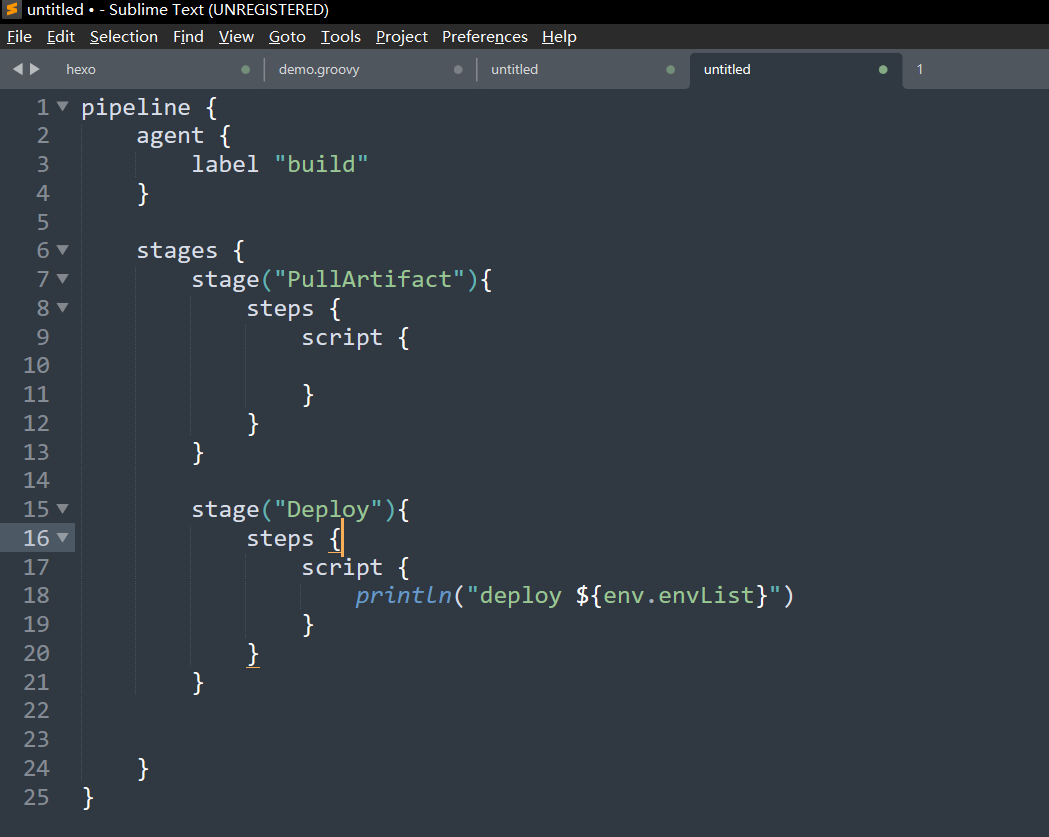 untitled • - Sublime Text (UNREGISTERED)
File Edit Selection Find View Goto Tools Project Preferences Help
hexo demo.groovy untitled untitled 1
1 pipeline {
2     agent {
3         label "build"
4     }
5
6     stages {
7         stage("PullArtifact"){
8             steps {
9                 script {
10
11                 }
12             }
13         }
14
15         stage("Deploy"){
16             steps {
17                 script {
18                     println("deploy ${env.envList}")
19                 }
20             }
21         }
22
23
24     }
25 }